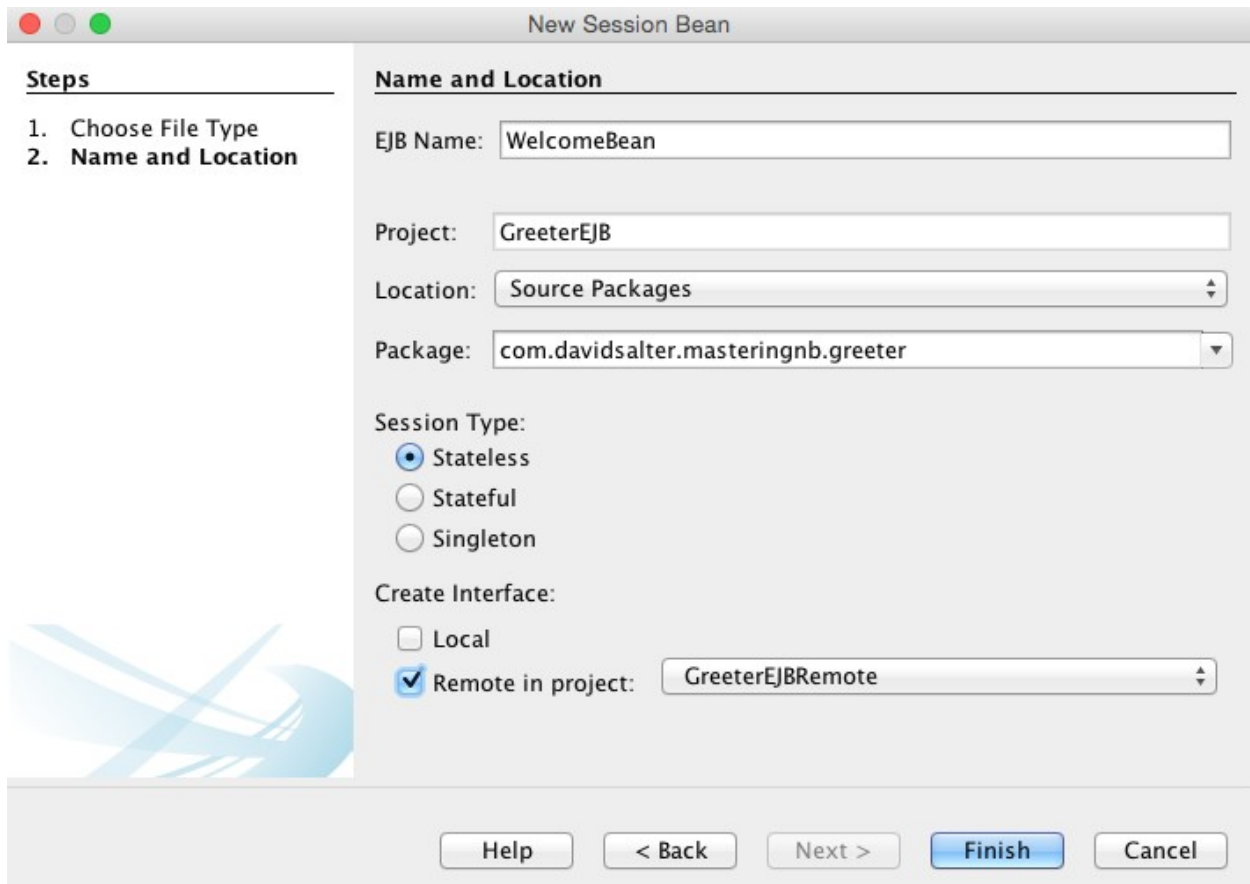 New Session Bean
Steps
1. Choose File Type
2. Name and Location
Name and Location
EJB Name: WelcomeBean
Project: GreeterEJB
Location: Source Packages
Package: com.davidsalter.masteringnb.greeter
Session Type:
Stateless
Stateful
Singleton
Create Interface:
Local
Remote in project: GreeterEJBRemote
Help < Back Next > Finish Cancel